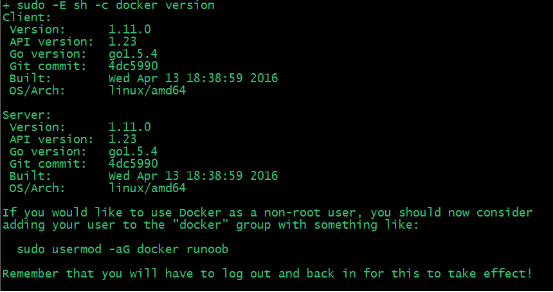 + sudo -E sh -c docker version
Client:
 Version:      1.11.0
 API version:  1.23
 Go version:   go1.5.4
 Git commit:   4dc5990
 Built:        Wed Apr 13 18:38:59 2016
 OS/Arch:      linux/amd64

Server:
 Version:      1.11.0
 API version:  1.23
 Go version:   go1.5.4
 Git commit:   4dc5990
 Built:        Wed Apr 13 18:38:59 2016
 OS/Arch:      linux/amd64

If you would like to use Docker as a non-root user, you should now consider
adding your user to the "docker" group with something like:

  sudo usermod -aG docker runoob

Remember that you will have to log out and back in for this to take effect!